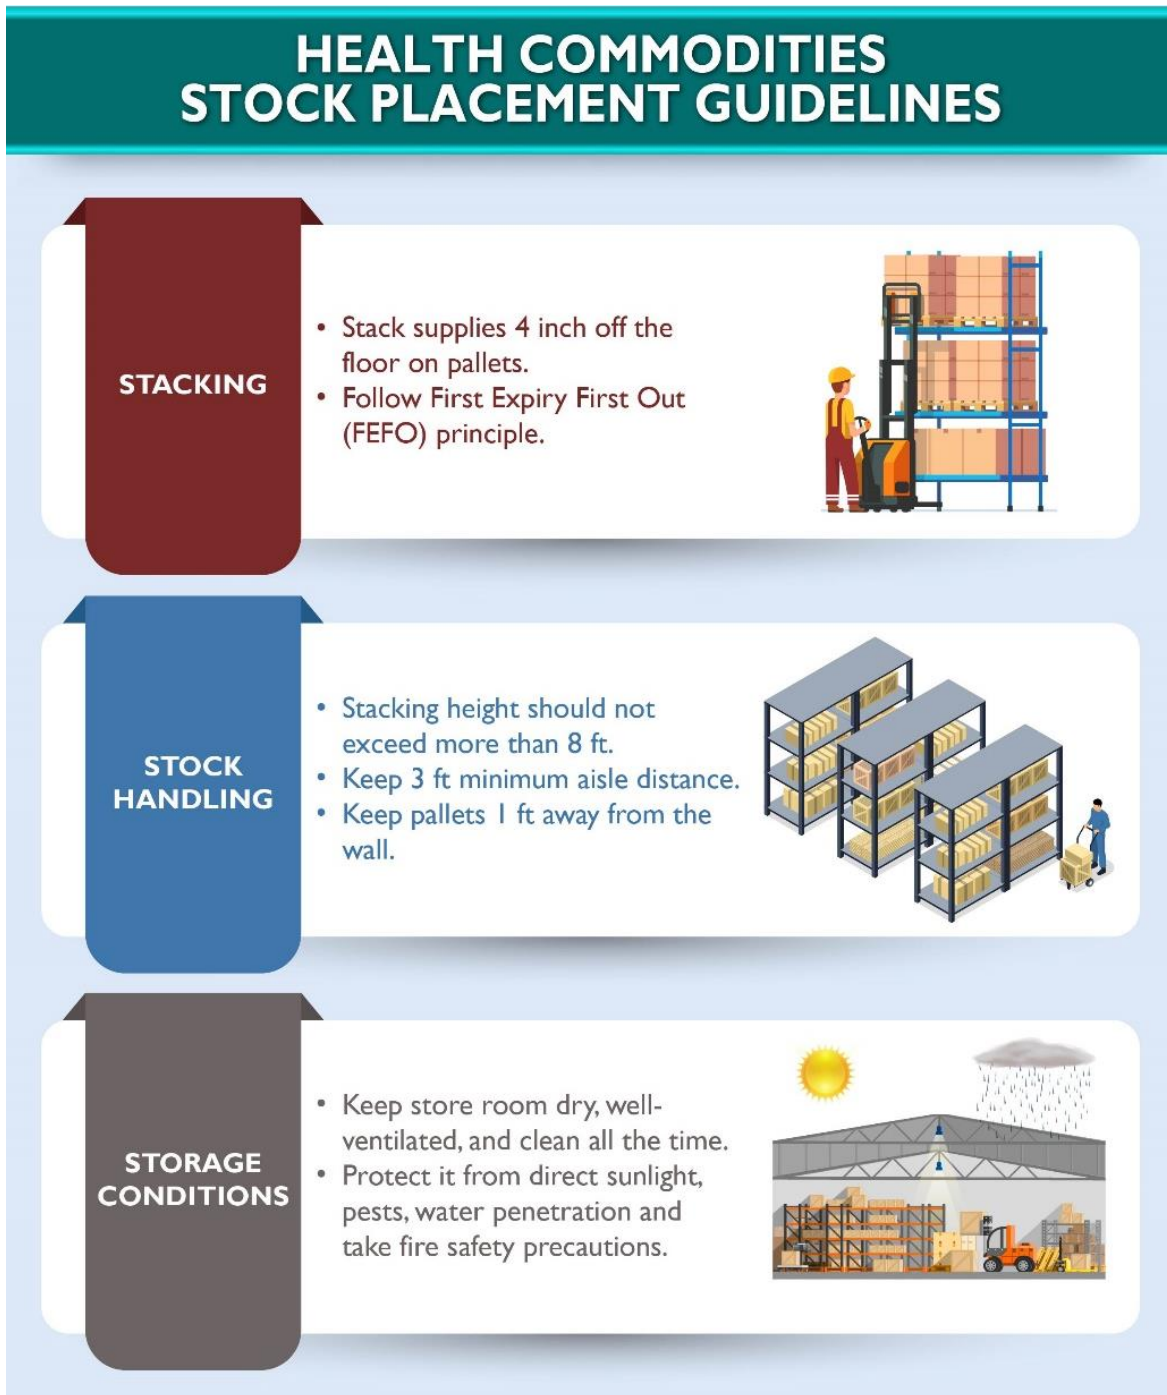 HEALTH COMMODITIES
STOCK PLACEMENT GUIDELINES
STACKING
• Stack supplies 4 inch off the
floor on pallets.
• Follow First Expiry First Out
(FEFO) principle.
STOCK
HANDLING
• Stacking height should not
exceed more than 8 ft.
• Keep 3 ft minimum aisle distance.
• Keep pallets 1 ft away from the
wall.
STORAGE
CONDITIONS
• Keep store room dry, well-
ventilated, and clean all the time.
• Protect it from direct sunlight,
pests, water penetration and
take fire safety precautions.